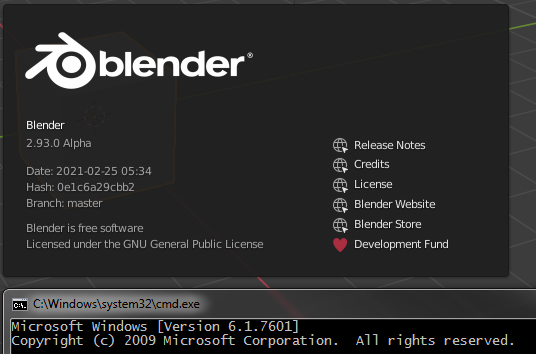 blender®
Blender
2.93.0 Alpha
Date: 2021-02-25 05:34
Hash: 0e1c6a29cbb2
Branch: master
Blender is free software
Licensed under the GNU General Public License
Release Notes
Credits
License
Blender Website
Blender Store
Development Fund
C:\Windows\system32\cmd.exe
Microsoft Windows [Version 6.1.7601]
Copyright (c) 2009 Microsoft Corporation.  All rights reserved.